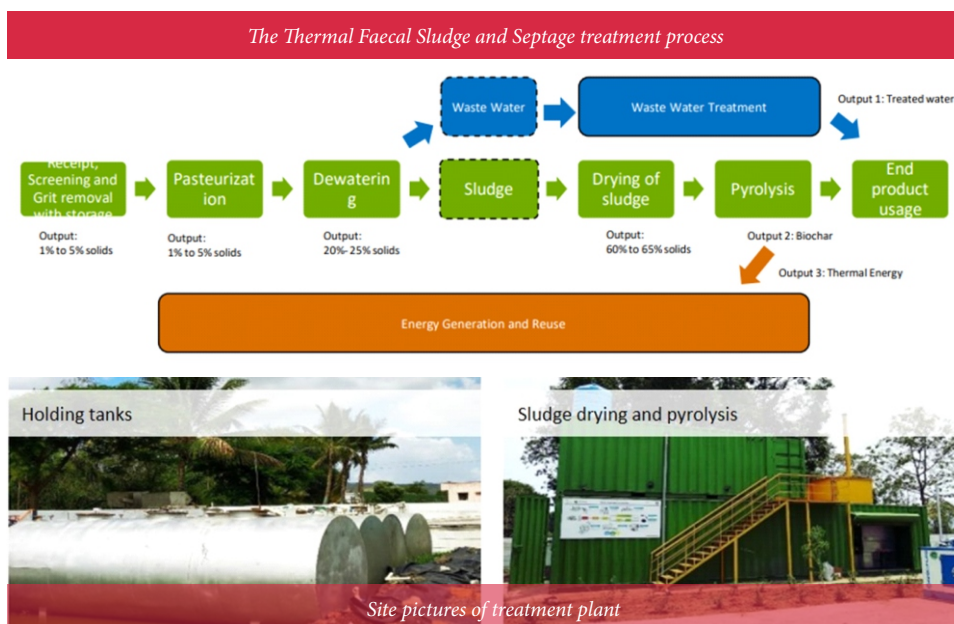 The Thermal Faecal Sludge and Septage treatment process
Waste Water
Waste Water Treatment
Output 1: Treated water
Receipt,
Screening and
Grit removal
with storage
Pasteurizat
ion
Dewaterin
g
Sludge
Drying of
sludge
Pyrolysis
End
product
usage
Output:
1% to 5% solids
Output:
1% to 5% solids
Output:
20%- 25% solids
Output:
60% to 65% solids
Output 2: Biochar
Output 3: Thermal Energy
Energy Generation and Reuse
Holding tanks
Sludge drying and pyrolysis
Site pictures of treatment plant